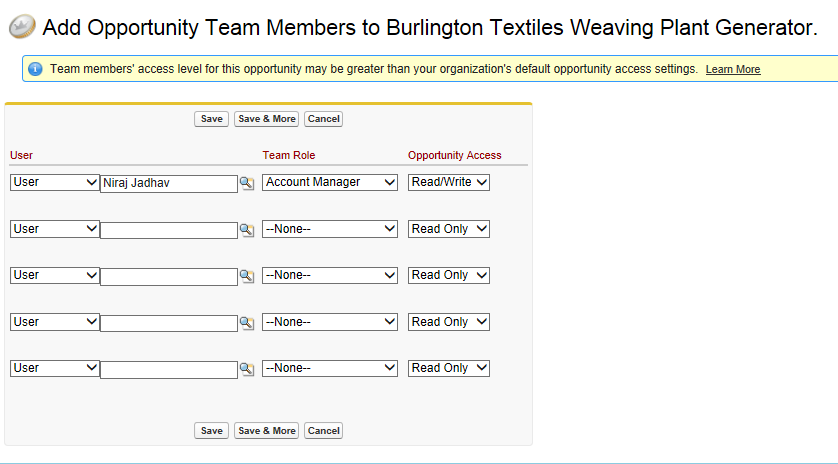 Add Opportunity Team Members to Burlington Textiles Weaving Plant Generator.
Team members' access level for this opportunity may be greater than your organization's default opportunity access settings. Learn More
Save Save & More Cancel
User Team Role Opportunity Access
User Niraj Jadhav Account Manager Read/Write
User --None-- Read Only
User --None-- Read Only
User --None-- Read Only
User --None-- Read Only
Save Save & More Cancel